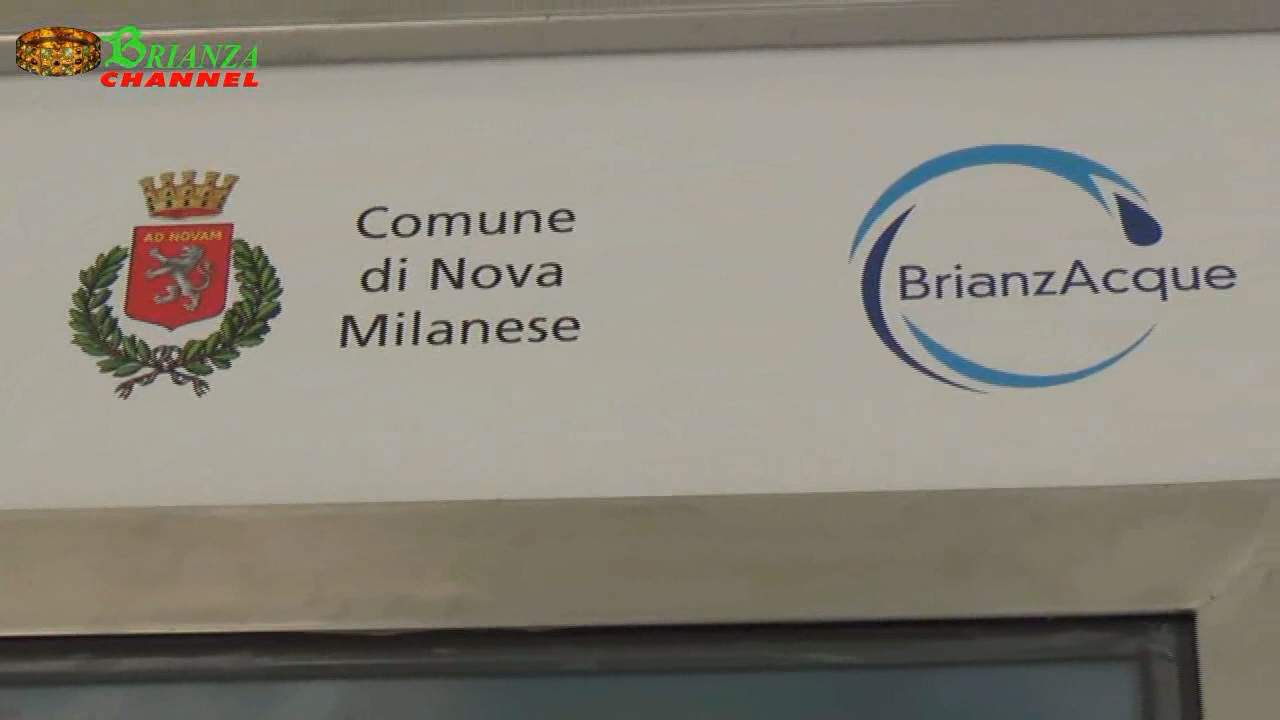 BRIANZA
CHANNEL
AD NOVAM
Comune
di Nova
Milanese
BrianzAcque